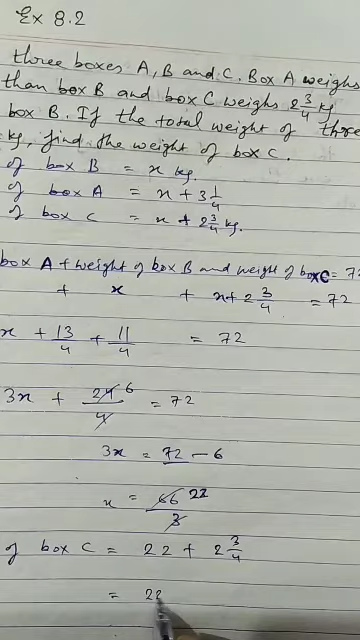 Ex 8.2
three boxes A, B and C. Box A weighs
than box B and box C weighs 2 3/4 kg
box B. If the total weight of three
kg, find the weight of box C.
of box B = x kg.
of box A = x + 3 1/4
of box C = x + 2 3/4 kg.
box A + weight of box B and weight of box C = 72
+ x + x + 2 3/4 = 72
x + 13/4 + 11/4 = 72
3x + 24/4 6 = 72
3x = 72 - 6
x = 66/3 22
of box C = 22 + 2 3/4
= 22